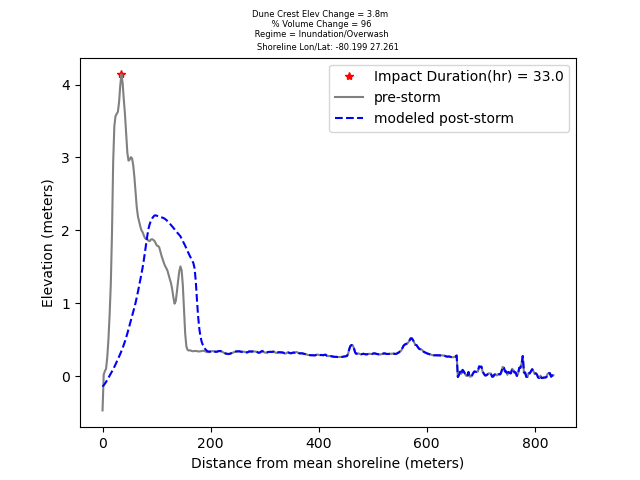 Dune Crest Elev Change = 3.8m
% Volume Change = 96
Regime = Inundation/Overwash
Shoreline Lon/Lat: -80.199 27.261
Impact Duration(hr) = 33.0
pre-storm
modeled post-storm
4
3
2
1
0
Elevation (meters)
0 200 400 600 800
Distance from mean shoreline (meters)